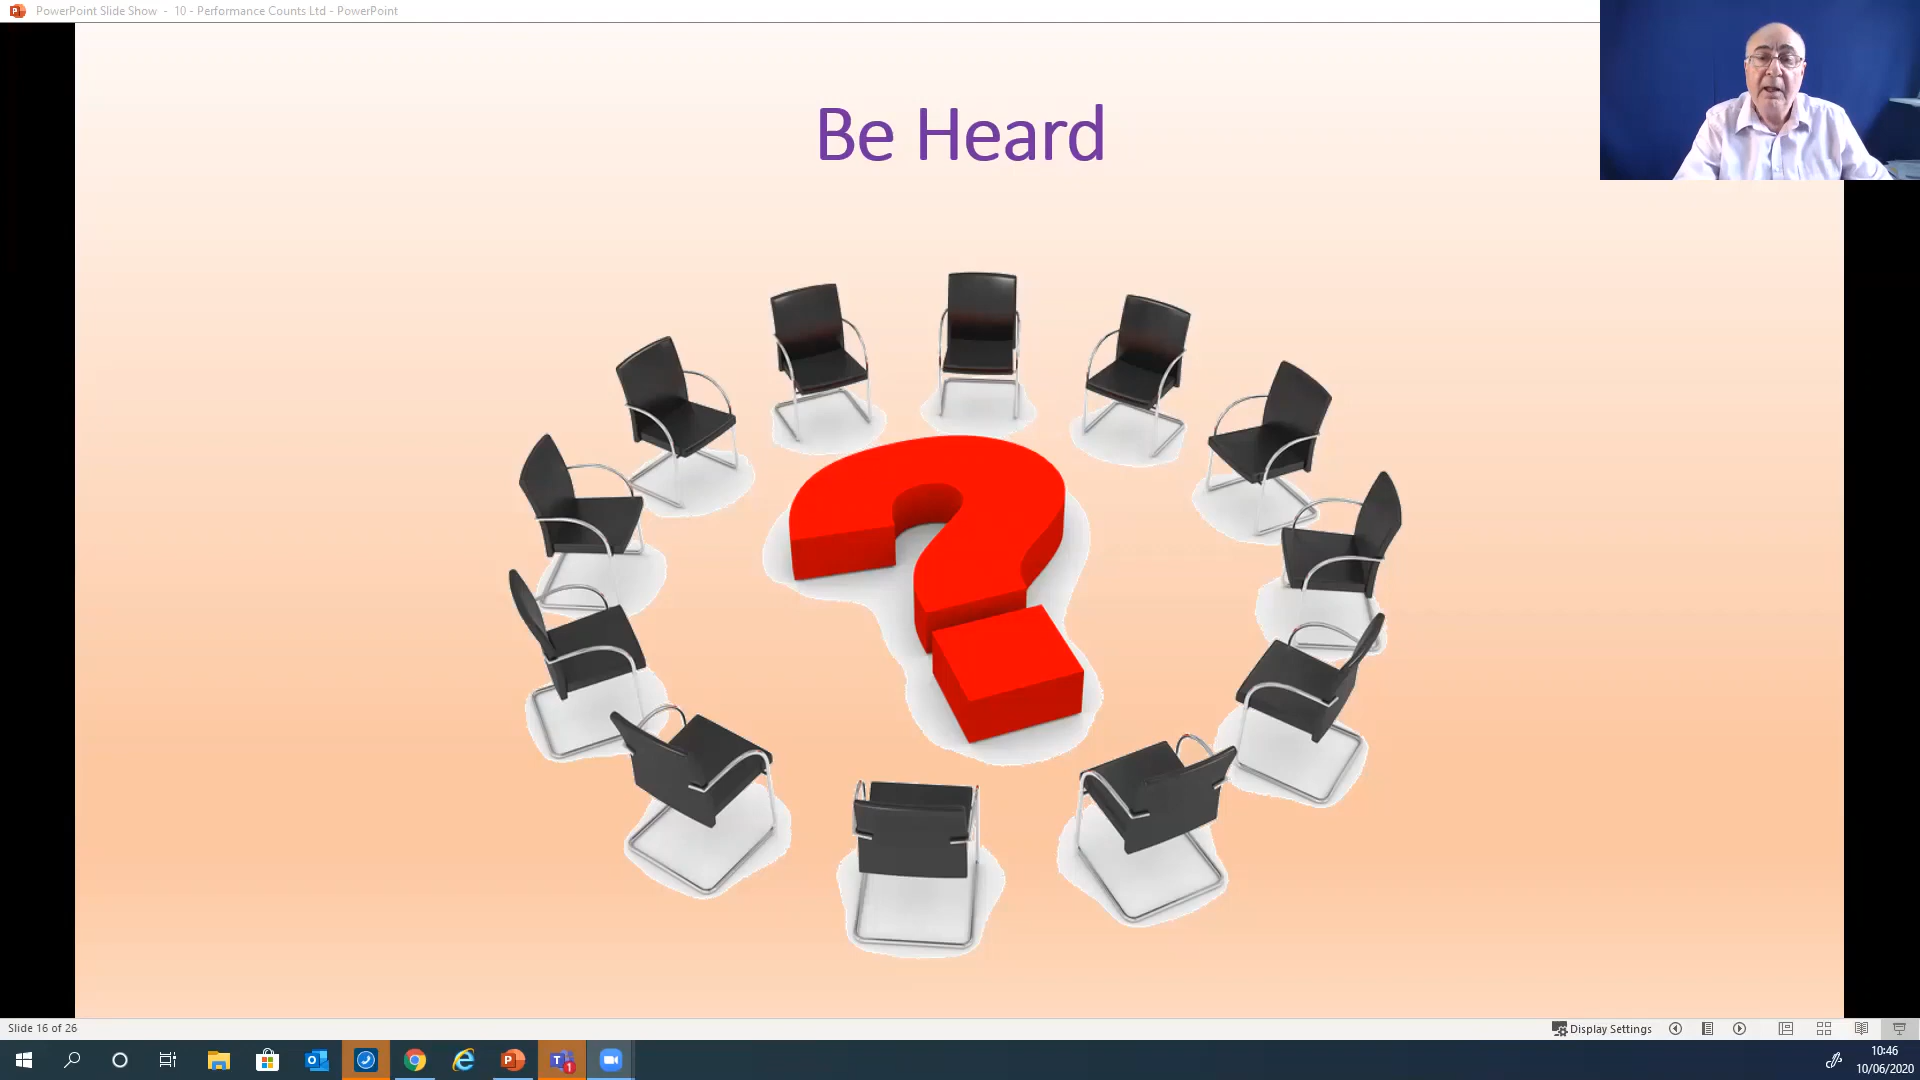 PowerPoint Slide Show - 10 - Performance Counts Ltd - PowerPoint
Be Heard
Slide 16 of 26
Display Settings
1
10:46
10/06/2020